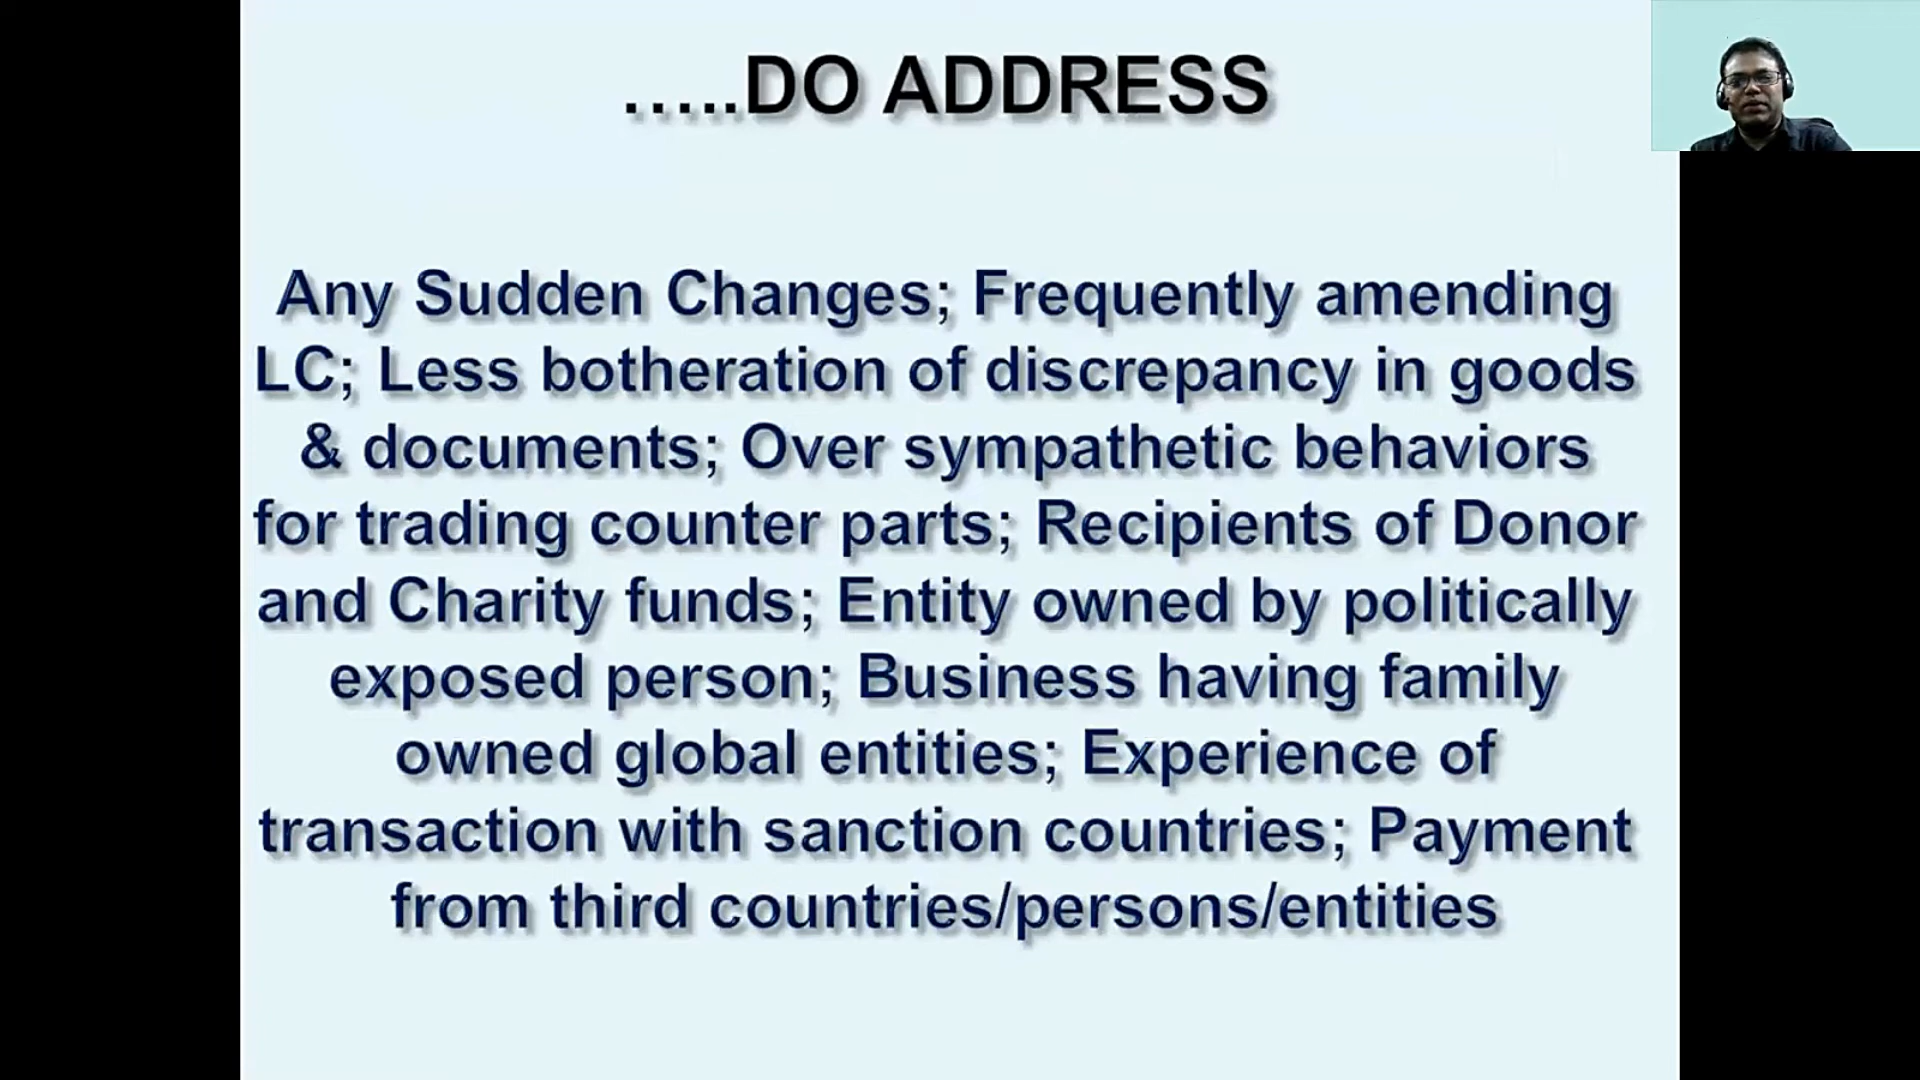 .....DO ADDRESS
Any Sudden Changes; Frequently amending
LC; Less botheration of discrepancy in goods
& documents; Over sympathetic behaviors
for trading counter parts; Recipients of Donor
and Charity funds; Entity owned by politically
exposed person; Business having family
owned global entities; Experience of
transaction with sanction countries; Payment
from third countries/persons/entities